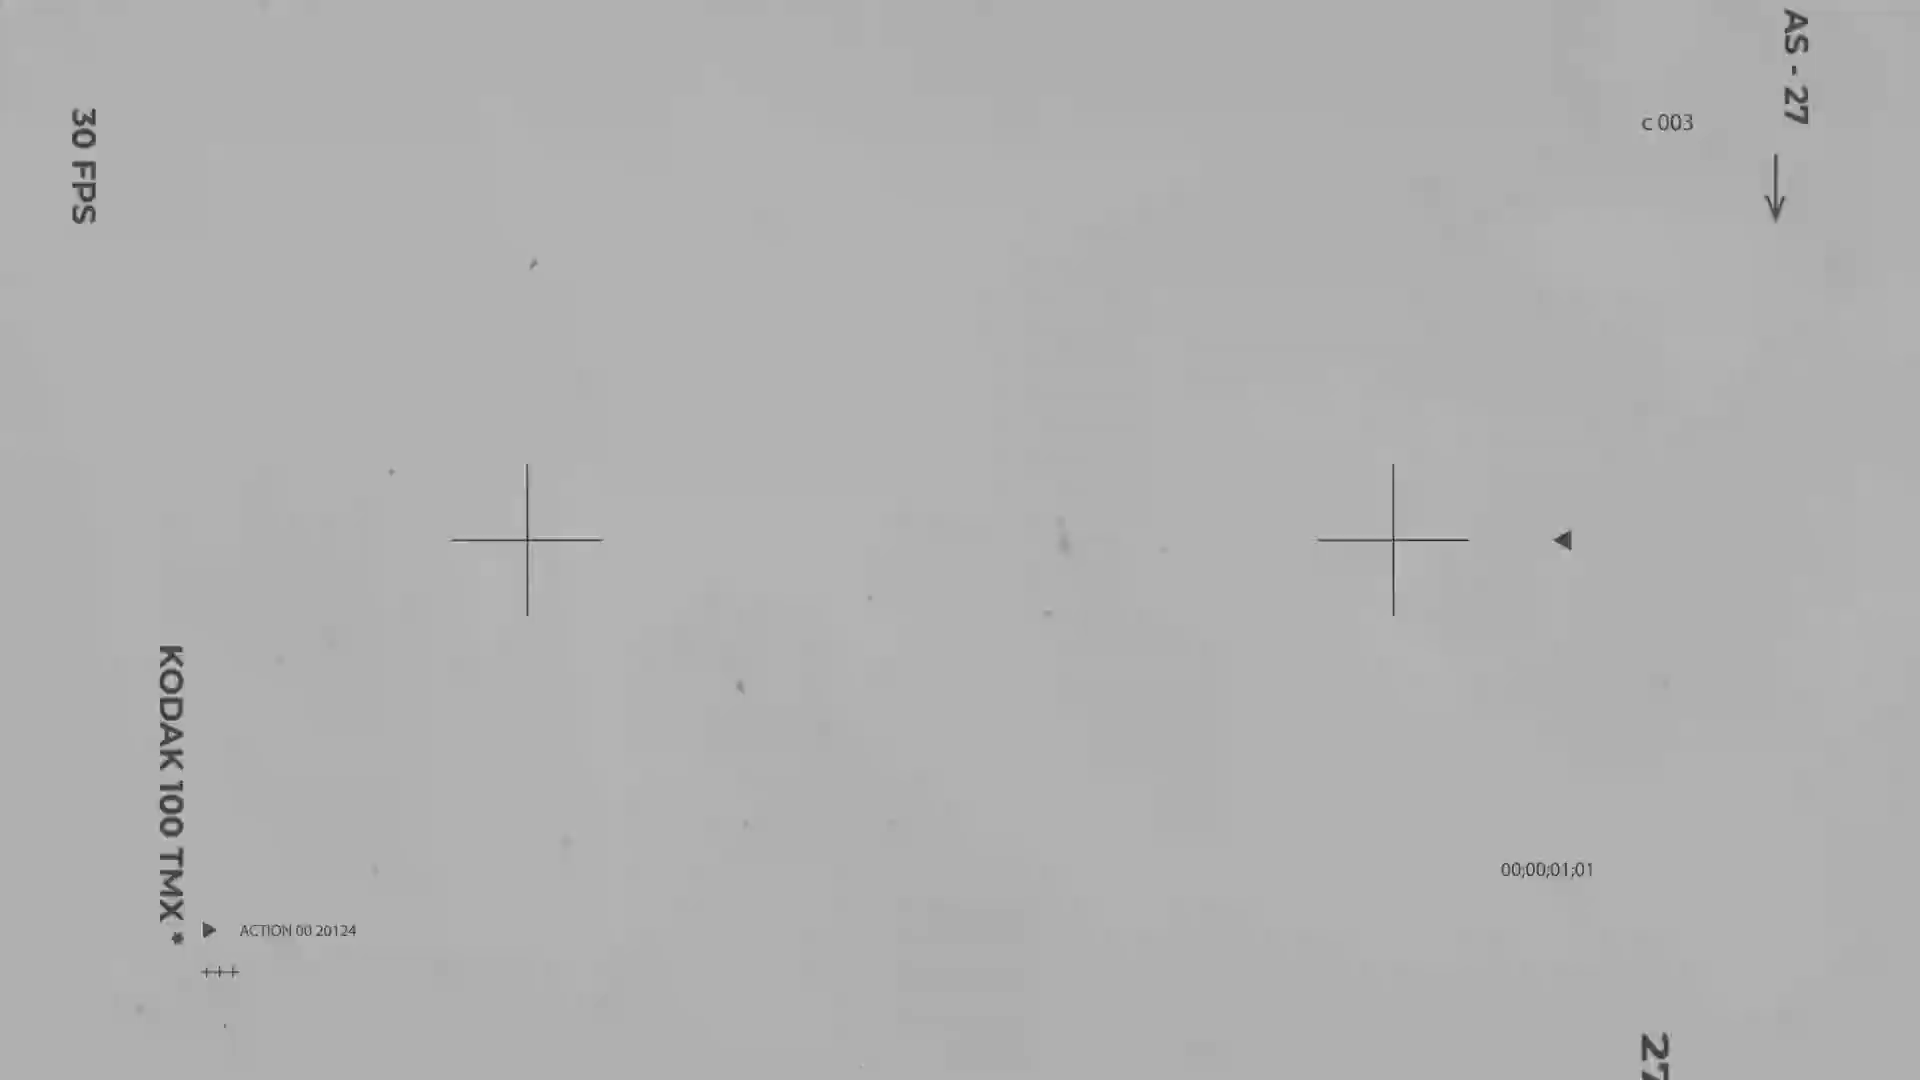 AS - 27
30 FPS
c 003
KODAK 100 TMX *
00;00;01;01
ACTION 00 20124
+++
27